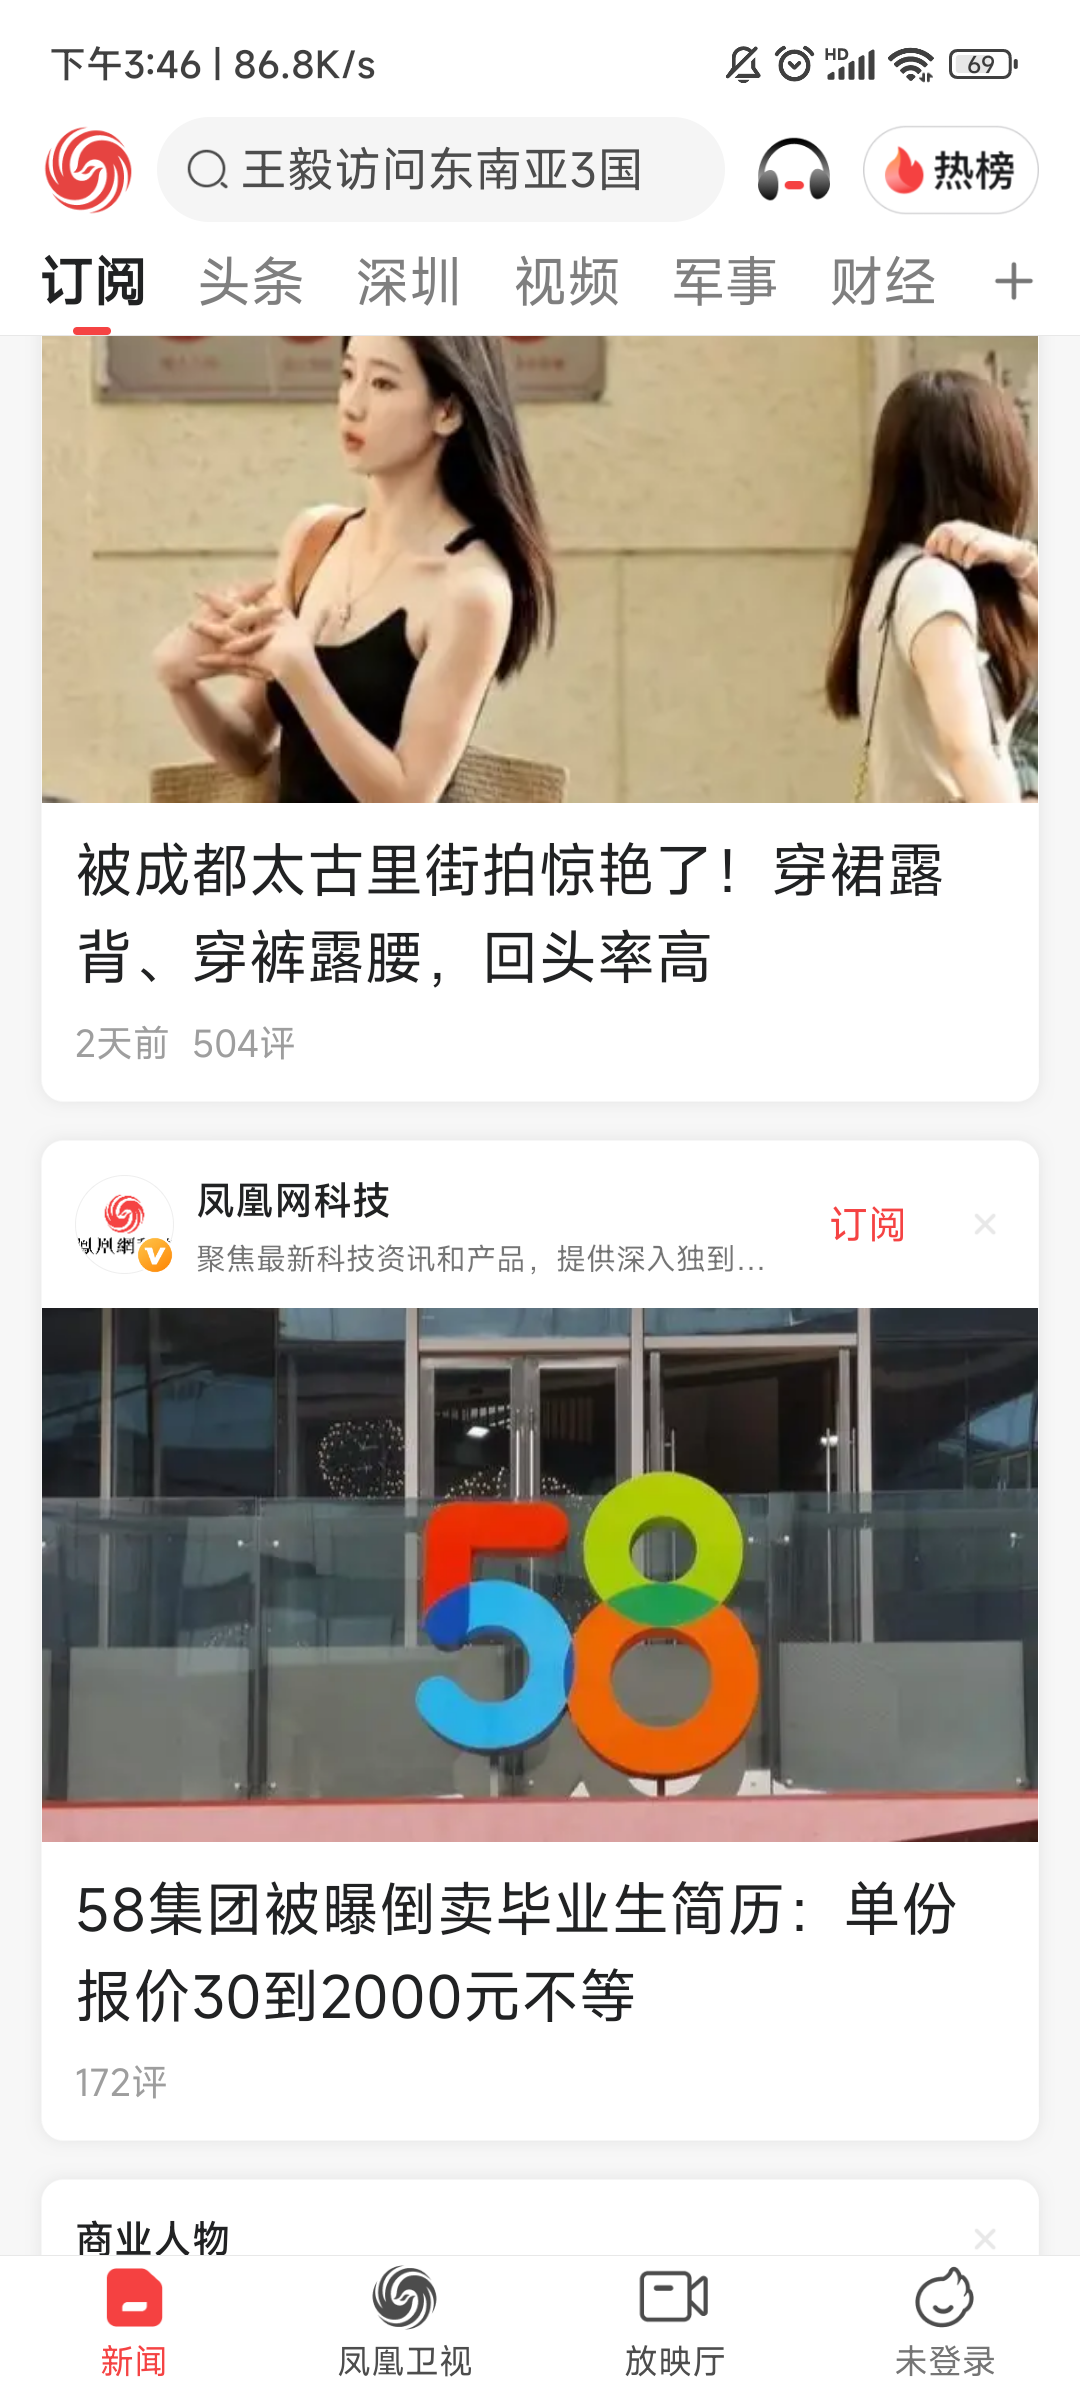 下午3:46 | 86.8K/s
HD
69
王毅访问东南亚3国
热榜
订阅 头条 深圳 视频 军事 财经 +
被成都太古里街拍惊艳了！穿裙露
背、穿裤露腰，回头率高
2天前 504评
凤凰网科技
聚焦最新科技资讯和产品，提供深入独到...
订阅
58
58集团被曝倒卖毕业生简历：单份
报价30到2000元不等
172评
商业人物
新闻 凤凰卫视 放映厅 未登录